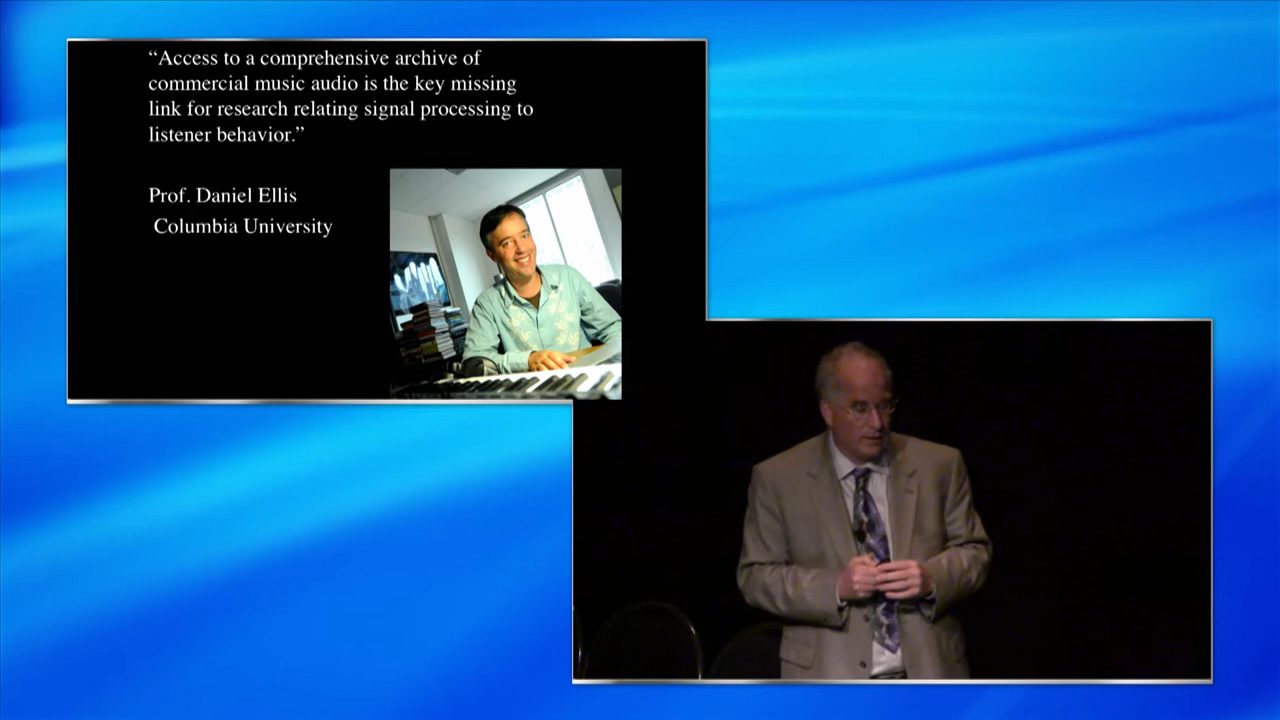 “Access to a comprehensive archive of
commercial music audio is the key missing
link for research relating signal processing to
listener behavior.”
Prof. Daniel Ellis
Columbia University